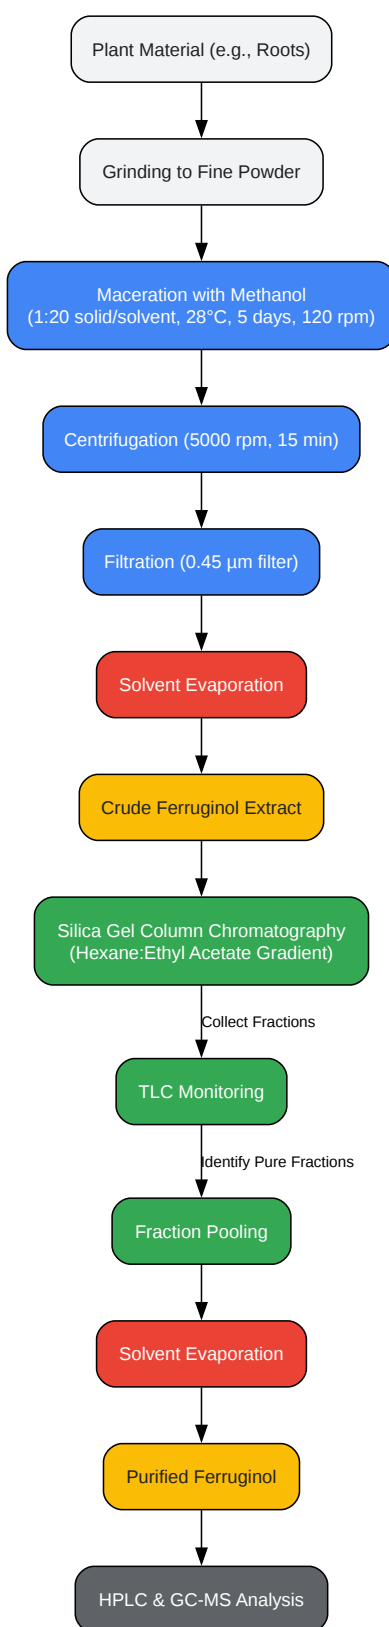 Plant Material (e.g., Roots)
Grinding to Fine Powder
Maceration with Methanol
(1:20 solid/solvent, 28°C, 5 days, 120 rpm)
Centrifugation (5000 rpm, 15 min)
Filtration (0.45 µm filter)
Solvent Evaporation
Crude Ferruginol Extract
Silica Gel Column Chromatography
(Hexane:Ethyl Acetate Gradient)
Collect Fractions
TLC Monitoring
Identify Pure Fractions
Fraction Pooling
Solvent Evaporation
Purified Ferruginol
HPLC & GC-MS Analysis